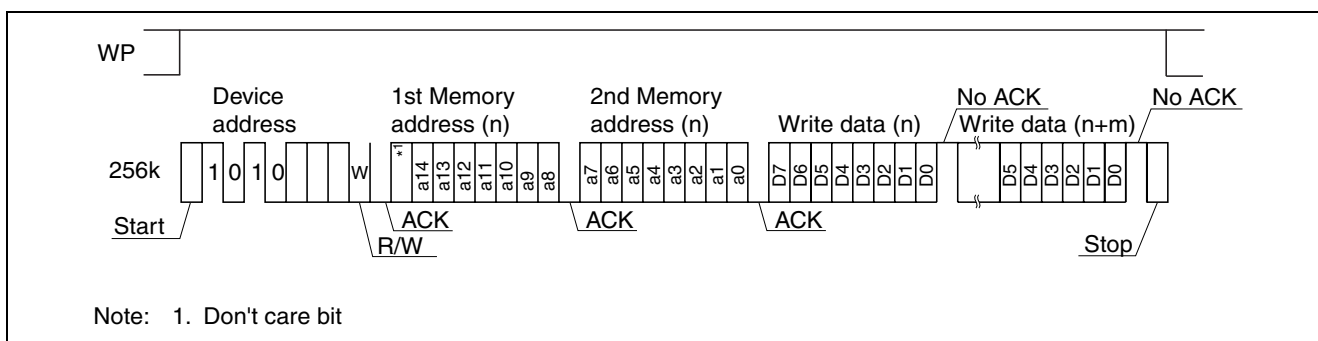 WP
Device
address
1st Memory
address (n)
2nd Memory
address (n)
Write data (n)
No ACK
Write data (n+m)
No ACK
256k
1 0 1 0
W
*1
a14 a13 a12 a11 a10 a9 a8
a7 a6 a5 a4 a3 a2 a1 a0
D7 D6 D5 D4 D3 D2 D1 D0
D5 D4 D3 D2 D1 D0
Start
R/W
ACK
ACK
ACK
Stop
Note: 1. Don't care bit